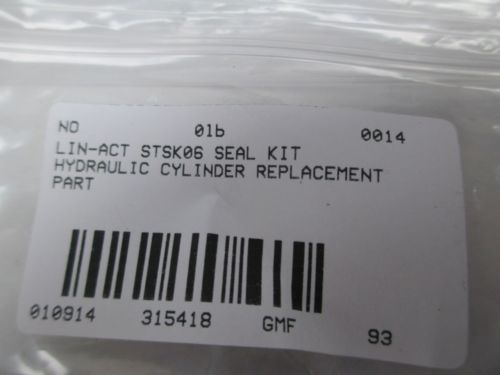 NO 01b 0014
LIN-ACT STSK06 SEAL KIT
HYDRAULIC CYLINDER REPLACEMENT
PART
010914 315418 GMF 93